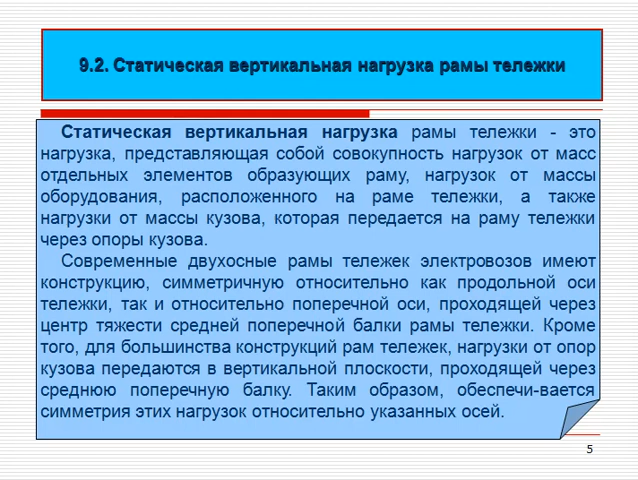 9.2. Статическая вертикальная нагрузка рамы тележки
Статическая вертикальная нагрузка рамы тележки - это
нагрузка, представляющая собой совокупность нагрузок от масс
отдельных элементов образующих раму, нагрузок от массы
оборудования, расположенного на раме тележки, а также
нагрузки от массы кузова, которая передается на раму тележки
через опоры кузова.
Современные двухосные рамы тележек электровозов имеют
конструкцию, симметричную относительно как продольной оси
тележки, так и относительно поперечной оси, проходящей через
центр тяжести средней поперечной балки рамы тележки. Кроме
того, для большинства конструкций рам тележек, нагрузки от опор
кузова передаются в вертикальной плоскости, проходящей через
среднюю поперечную балку. Таким образом, обеспечи-вается
симметрия этих нагрузок относительно указанных осей.
5